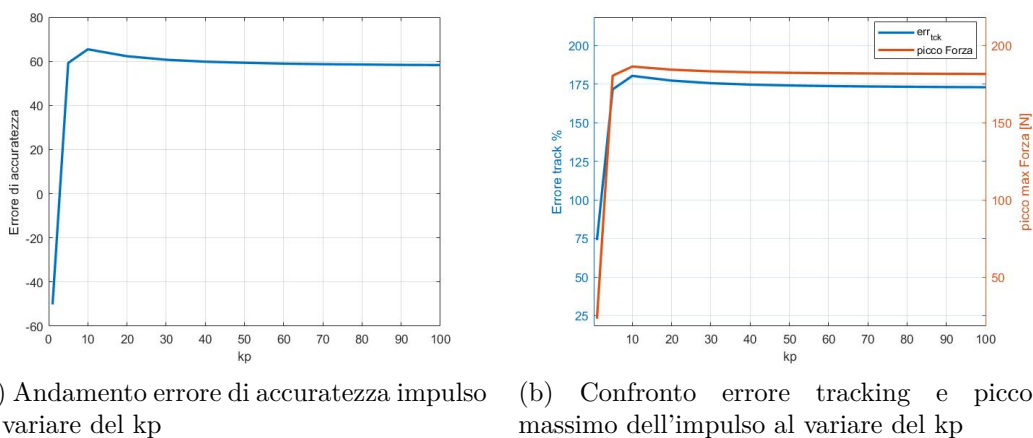 80
60
40
20
0
-20
-40
-60
0 10 20 30 40 50 60 70 80 90 100
kp
Errore di accuratezza
) Andamento errore di accuratezza impulso
variare del kp
200
175
150
125
100
75
50
25
Errore track %
10 20 30 40 50 60 70 80 90 100
kp
200
150
100
50
picco max Forza [N]
err_tck
picco Forza
(b) Confronto errore tracking e picco
massimo dell'impulso al variare del kp